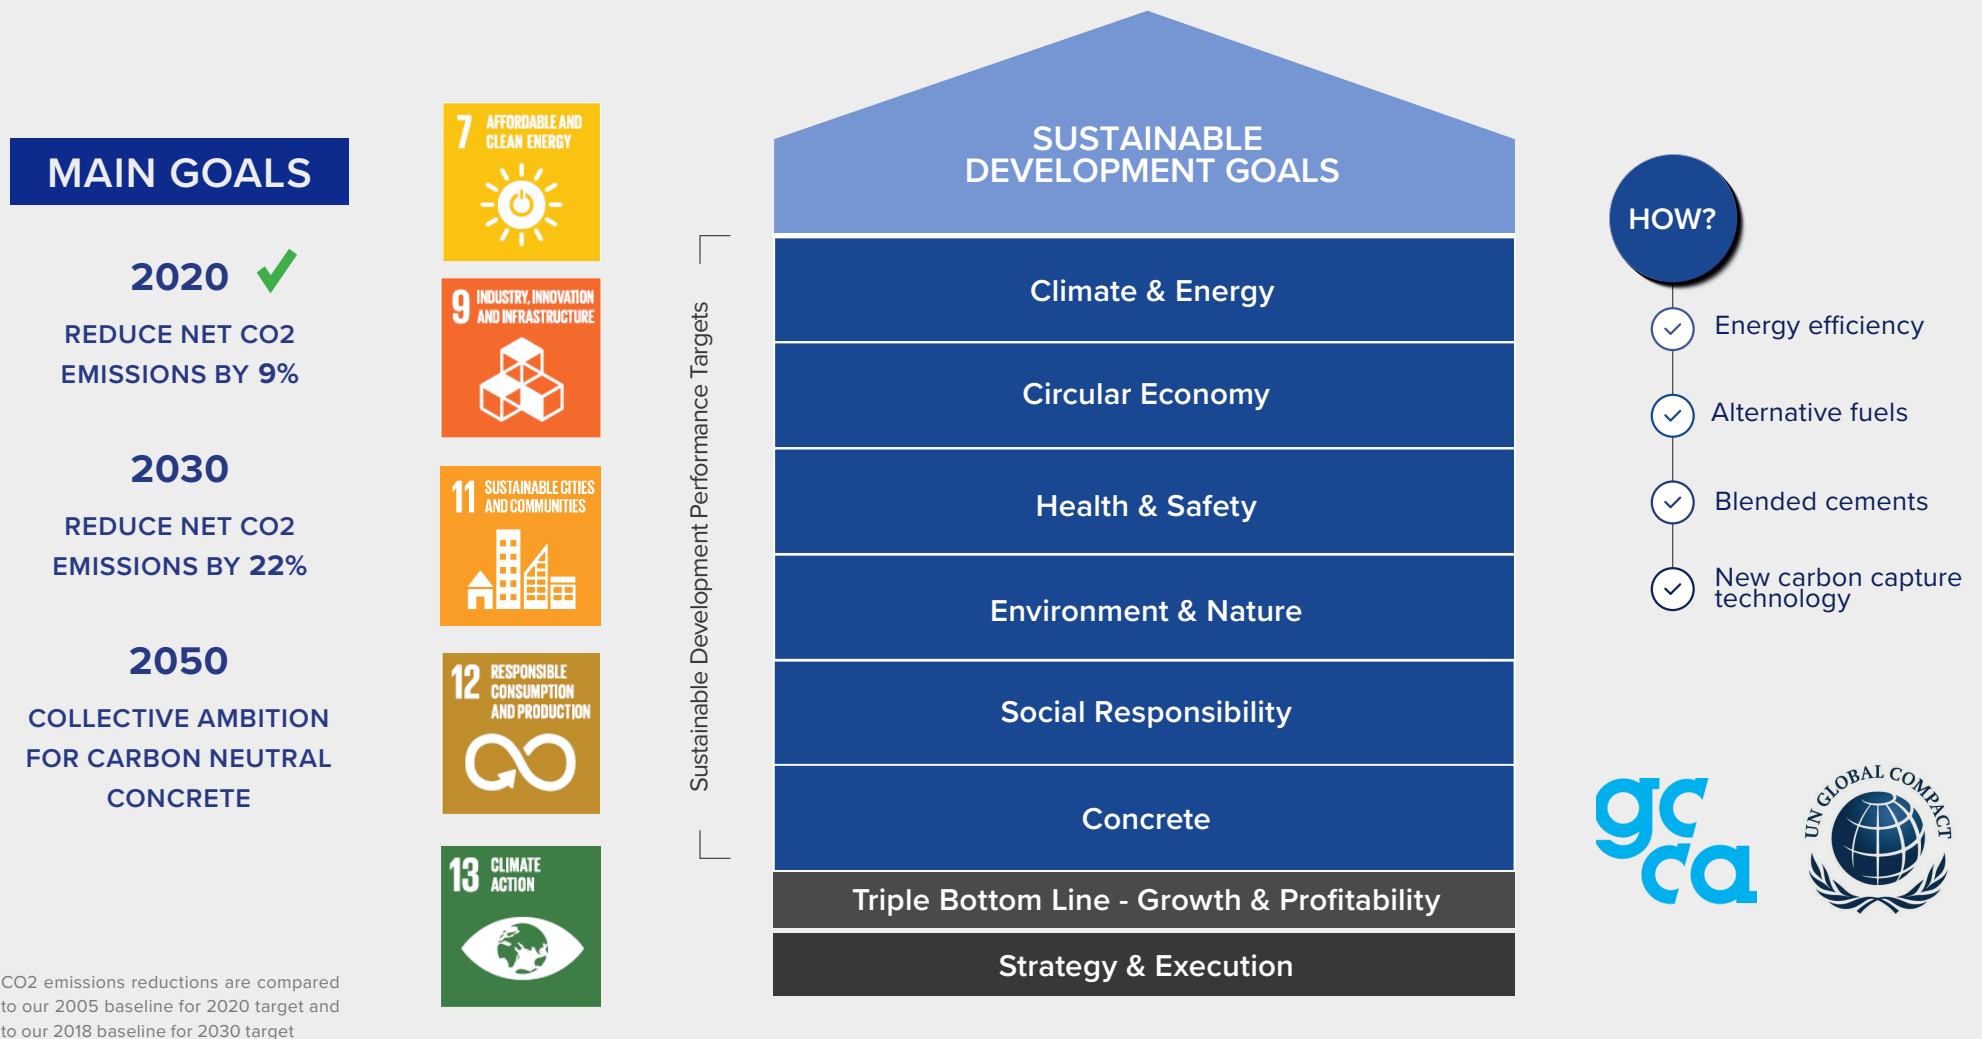 MAIN GOALS
2020
REDUCE NET CO2
EMISSIONS BY 9%
2030
REDUCE NET CO2
EMISSIONS BY 22%
2050
COLLECTIVE AMBITION
FOR CARBON NEUTRAL
CONCRETE
CO2 emissions reductions are compared
to our 2005 baseline for 2020 target and
to our 2018 baseline for 2030 target
7 AFFORDABLE AND
CLEAN ENERGY
9 INDUSTRY, INNOVATION
AND INFRASTRUCTURE
11 SUSTAINABLE CITIES
AND COMMUNITIES
12 RESPONSIBLE
CONSUMPTION
AND PRODUCTION
13 CLIMATE
ACTION
Sustainable Development Performance Targets
SUSTAINABLE
DEVELOPMENT GOALS
Climate & Energy
Circular Economy
Health & Safety
Environment & Nature
Social Responsibility
Concrete
Triple Bottom Line - Growth & Profitability
Strategy & Execution
HOW?
Energy efficiency
Alternative fuels
Blended cements
New carbon capture
technology
gc
ca
UN GLOBAL COMPACT